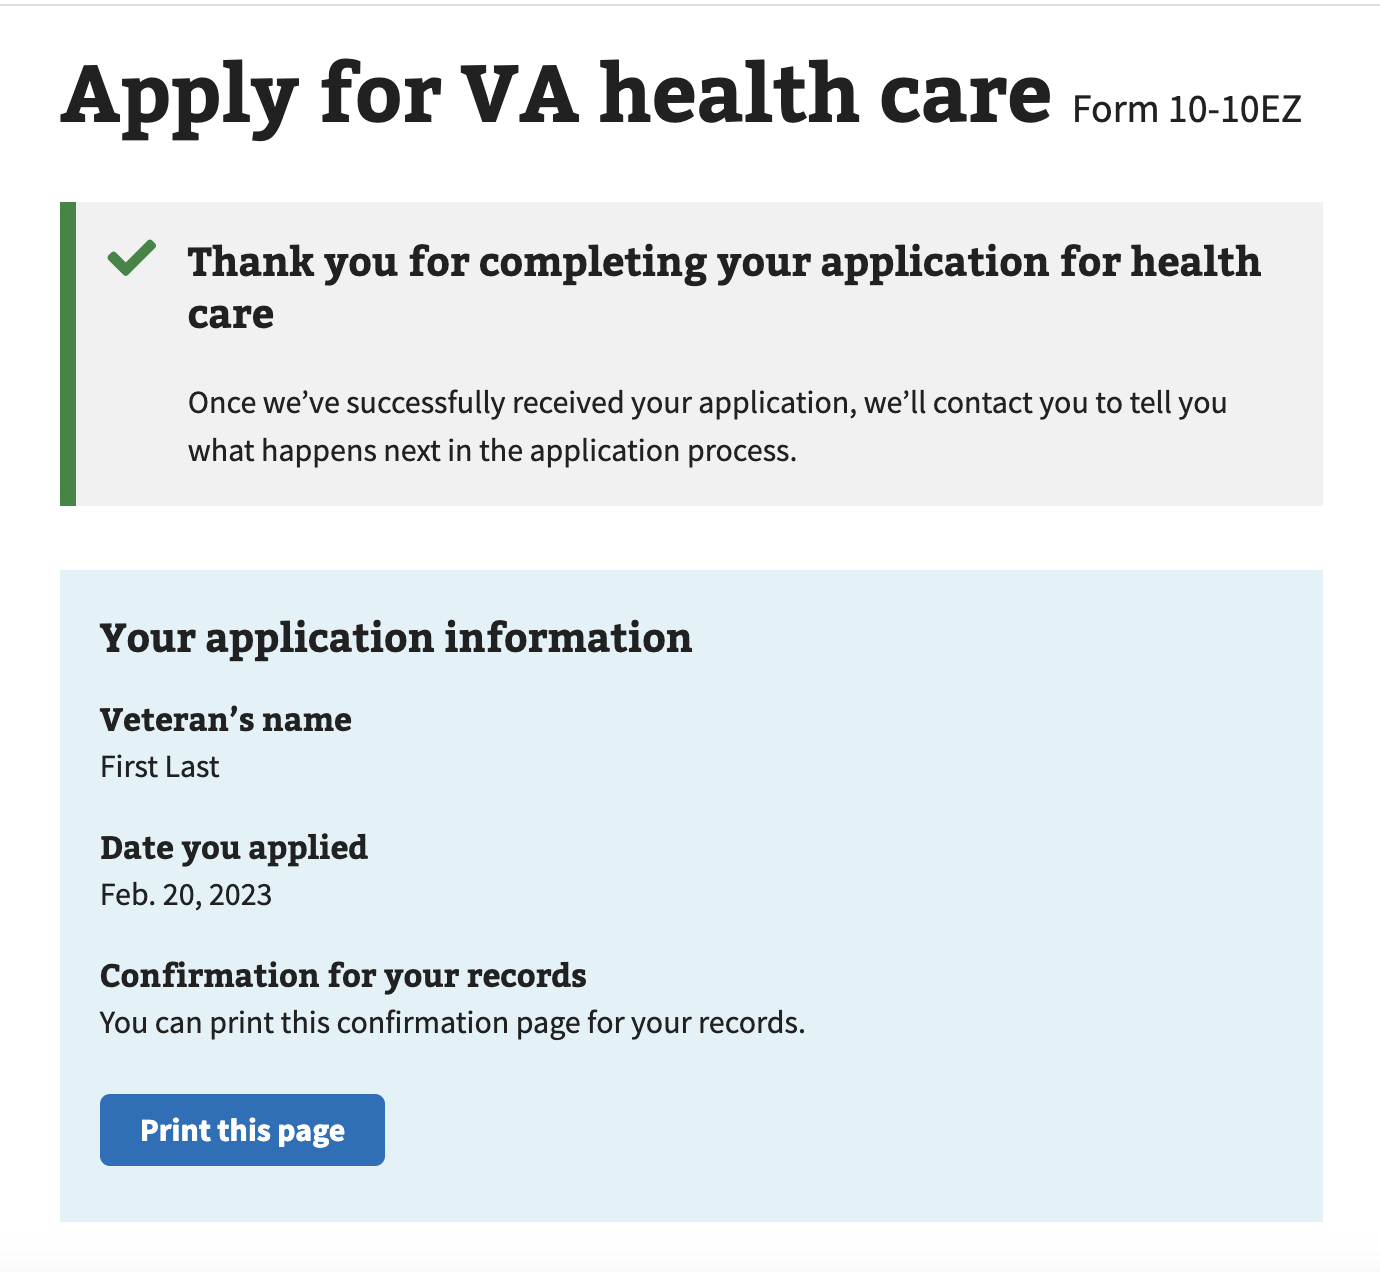 Apply for VA health care Form 10-10EZ
Thank you for completing your application for health
care
Once we’ve successfully received your application, we’ll contact you to tell you
what happens next in the application process.
Your application information
Veteran’s name
First Last
Date you applied
Feb. 20, 2023
Confirmation for your records
You can print this confirmation page for your records.
Print this page